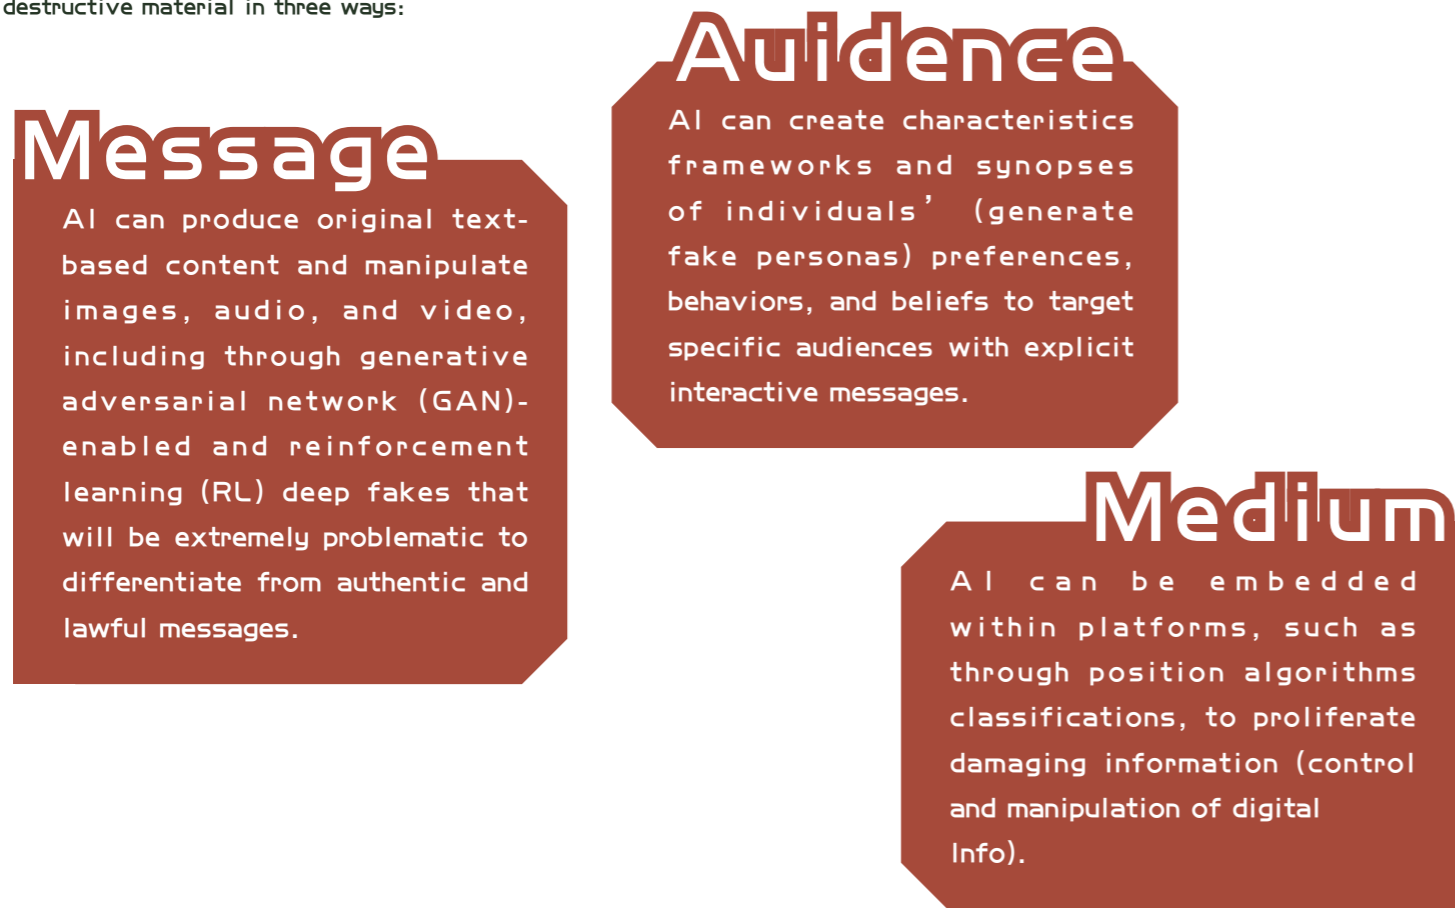 destructive material in three ways:
Message
AI can produce original text-
based content and manipulate
images, audio, and video,
including through generative
adversarial network (GAN)-
enabled and reinforcement
learning (RL) deep fakes that
will be extremely problematic to
differentiate from authentic and
lawful messages.
Auidence
AI can create characteristics
frameworks and synopses
of individuals’ (generate
fake personas) preferences,
behaviors, and beliefs to target
specific audiences with explicit
interactive messages.
Medium
AI can be embedded
within platforms, such as
through position algorithms
classifications, to proliferate
damaging information (control
and manipulation of digital
Info).